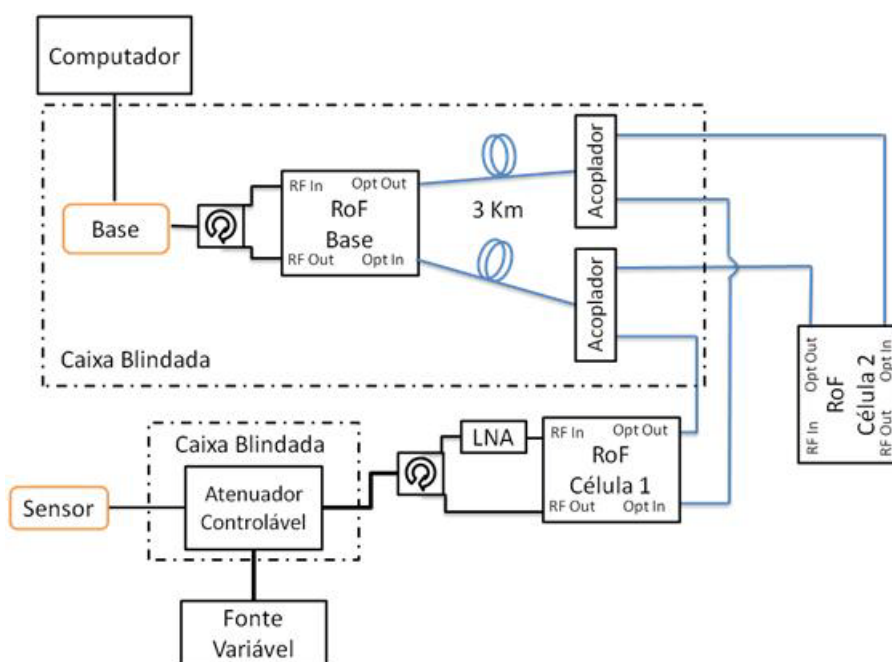 Computador
Base
RF In
Opt Out
RoF
Base
RF Out
Opt In
3 Km
Acoplador
Acoplador
Caixa Blindada
RF In
Opt Out
RoF
Célula 2
RF Out
Opt In
Caixa Blindada
Sensor
Atenuador
Controlável
LNA
RF In
Opt Out
RoF
Célula 1
RF Out
Opt In
Fonte
Variável